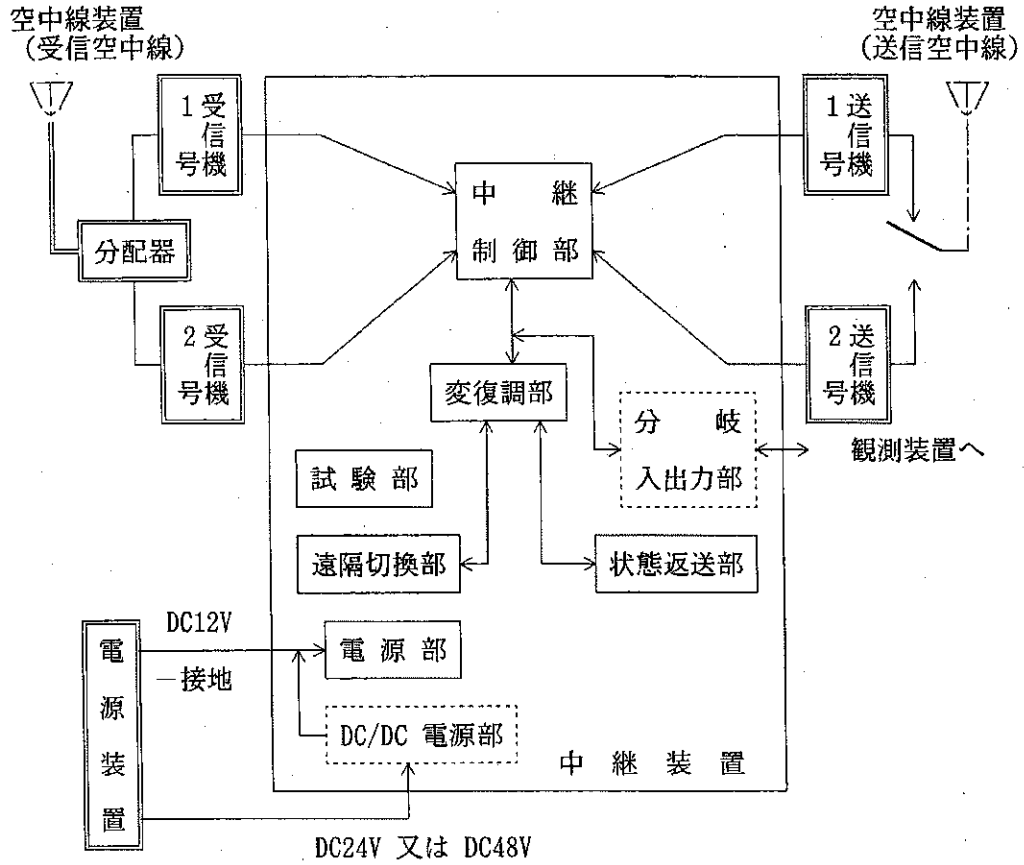 空中線装置
(受信空中線)
空中線装置
(送信空中線)
1受信号機
1送信号機
中継
制御部
分配器
2受信号機
2送信号機
変復調部
分岐
入出力部
観測装置へ
試験部
遠隔切換部
状態返送部
DC12V
電源部
－接地
電源装置
DC/DC 電源部
中継装置
DC24V 又は DC48V